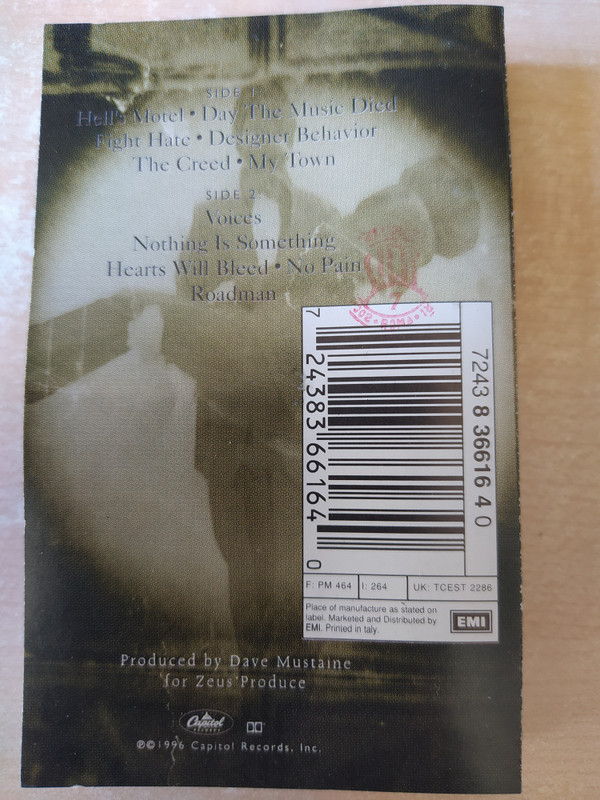 SIDE 1:
Hell's Motel • Day The Music Died
Fight Hate • Designer Behavior
The Creed • My Town
SIDE 2:
Voices
Nothing Is Something
Hearts Will Bleed • No Pain
Roadman
7243 8 36616 4 0
7 24383 66164 0
F: PM 464 I: 264 UK: TCEST 2286
Place of manufacture as stated on
label. Marketed and Distributed by
EMI. Printed in Italy.
EMI
Produced by Dave Mustaine
for Zeus Produce
Capitol
RECORDS
℗©1996 Capitol Records, Inc.